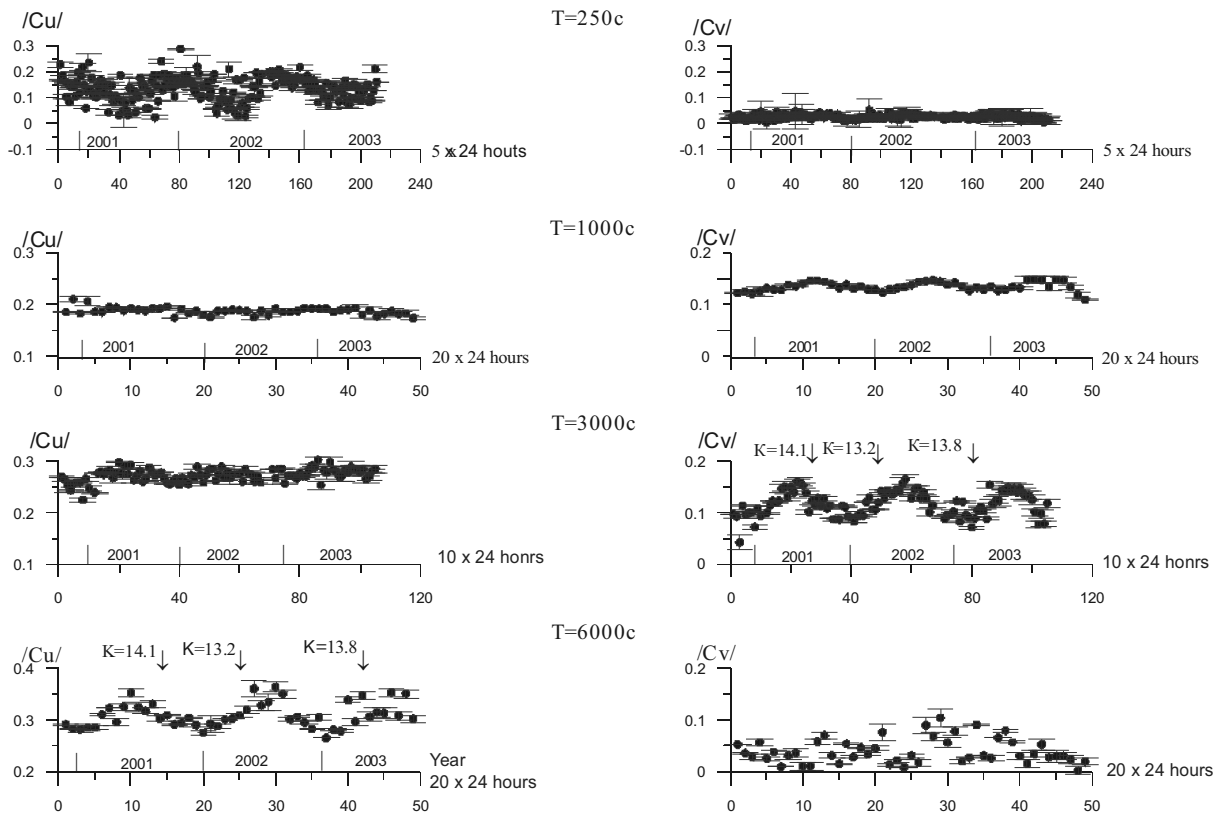 /Cu/ T=250c /Cv/
0.3 0.3
0.2 0.2
0.1 0.1
0.0 0.0
-0.1 2001 2002 2003 5 x 24 houts -0.1 2001 2002 2003 5 x 24 hours
0 40 80 120 160 200 240 0 40 80 120 160 200 240
/Cu/ T=1000c /Cv/
0.3 0.2
0.2 0.1
2001 2002 2003 2001 2002 2003
0.1 20 x 24 hours 0 20 x 24 hours
0 10 20 30 40 50 0 10 20 30 40 50
/Cu/ T=3000c /Cv/ K=14.1 K=13.2 K=13.8
0.3 0.2
0.2 0.1
2001 2002 2003 2001 2002 2003
0.1 10 x 24 honrs 0 10 x 24 honrs
0 40 80 120 0 40 80 120
/Cu/ K=14.1 K=13.2 K=13.8 T=6000c /Cv/
0.4 0.2
0.3 0.1
2001 2002 2003 Year
0.2 20 x 24 hours 0 20 x 24 hours
0 10 20 30 40 50 0 10 20 30 40 50